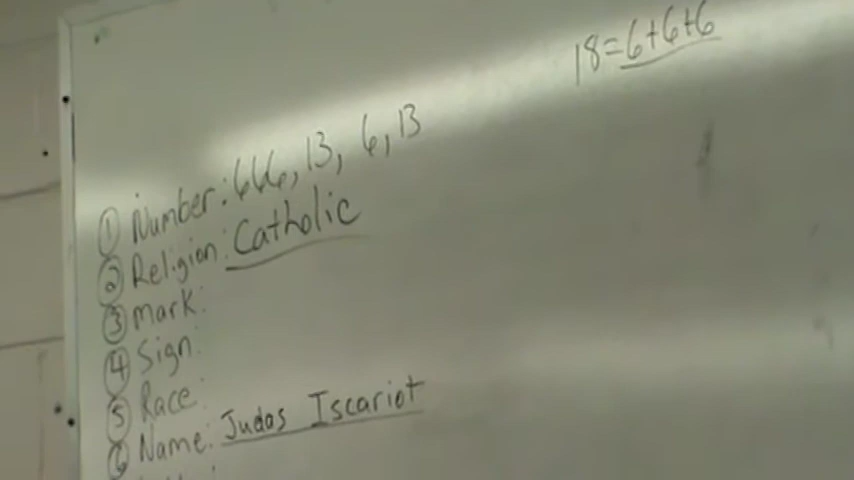 18=6+6+6
① Number: 666, 13, 6, 13
② Religion: Catholic
③ Mark:
④ Sign:
⑤ Race:
⑥ Name: Judas Iscariot